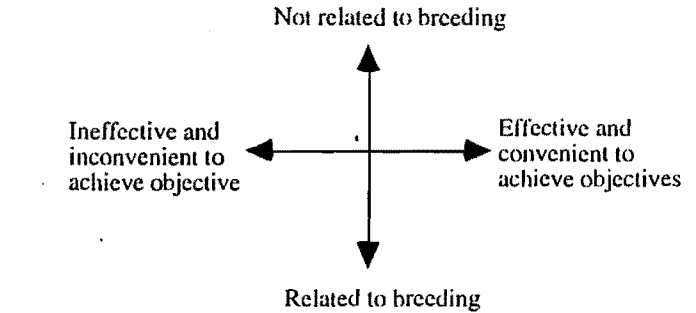 Not related to breeding
Ineffective and
inconvenient to
achieve objective
Effective and
convenient to
achieve objectives
Related to breeding